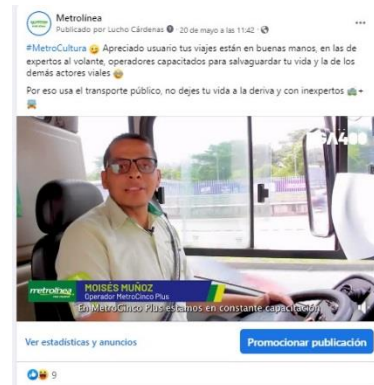 Metrolínea
Publicado por Lucho Cárdenas · 20 de mayo a las 11:42 ·
#MetroCultura 😉 Apreciado usuario tus viajes están en buenas manos, en las de
expertos al volante, operadores capacitados para salvaguardar tu vida y la de los
demás actores viales
Por eso usa el transporte público, no dejes tu vida a la deriva y con inexpertos
metrolínea
MOISÉS MUÑOZ
Operador MetroCinco Plus
En MetroCinco Plus estamos en constante capacitación
Ver estadísticas y anuncios
Promocionar publicación
9